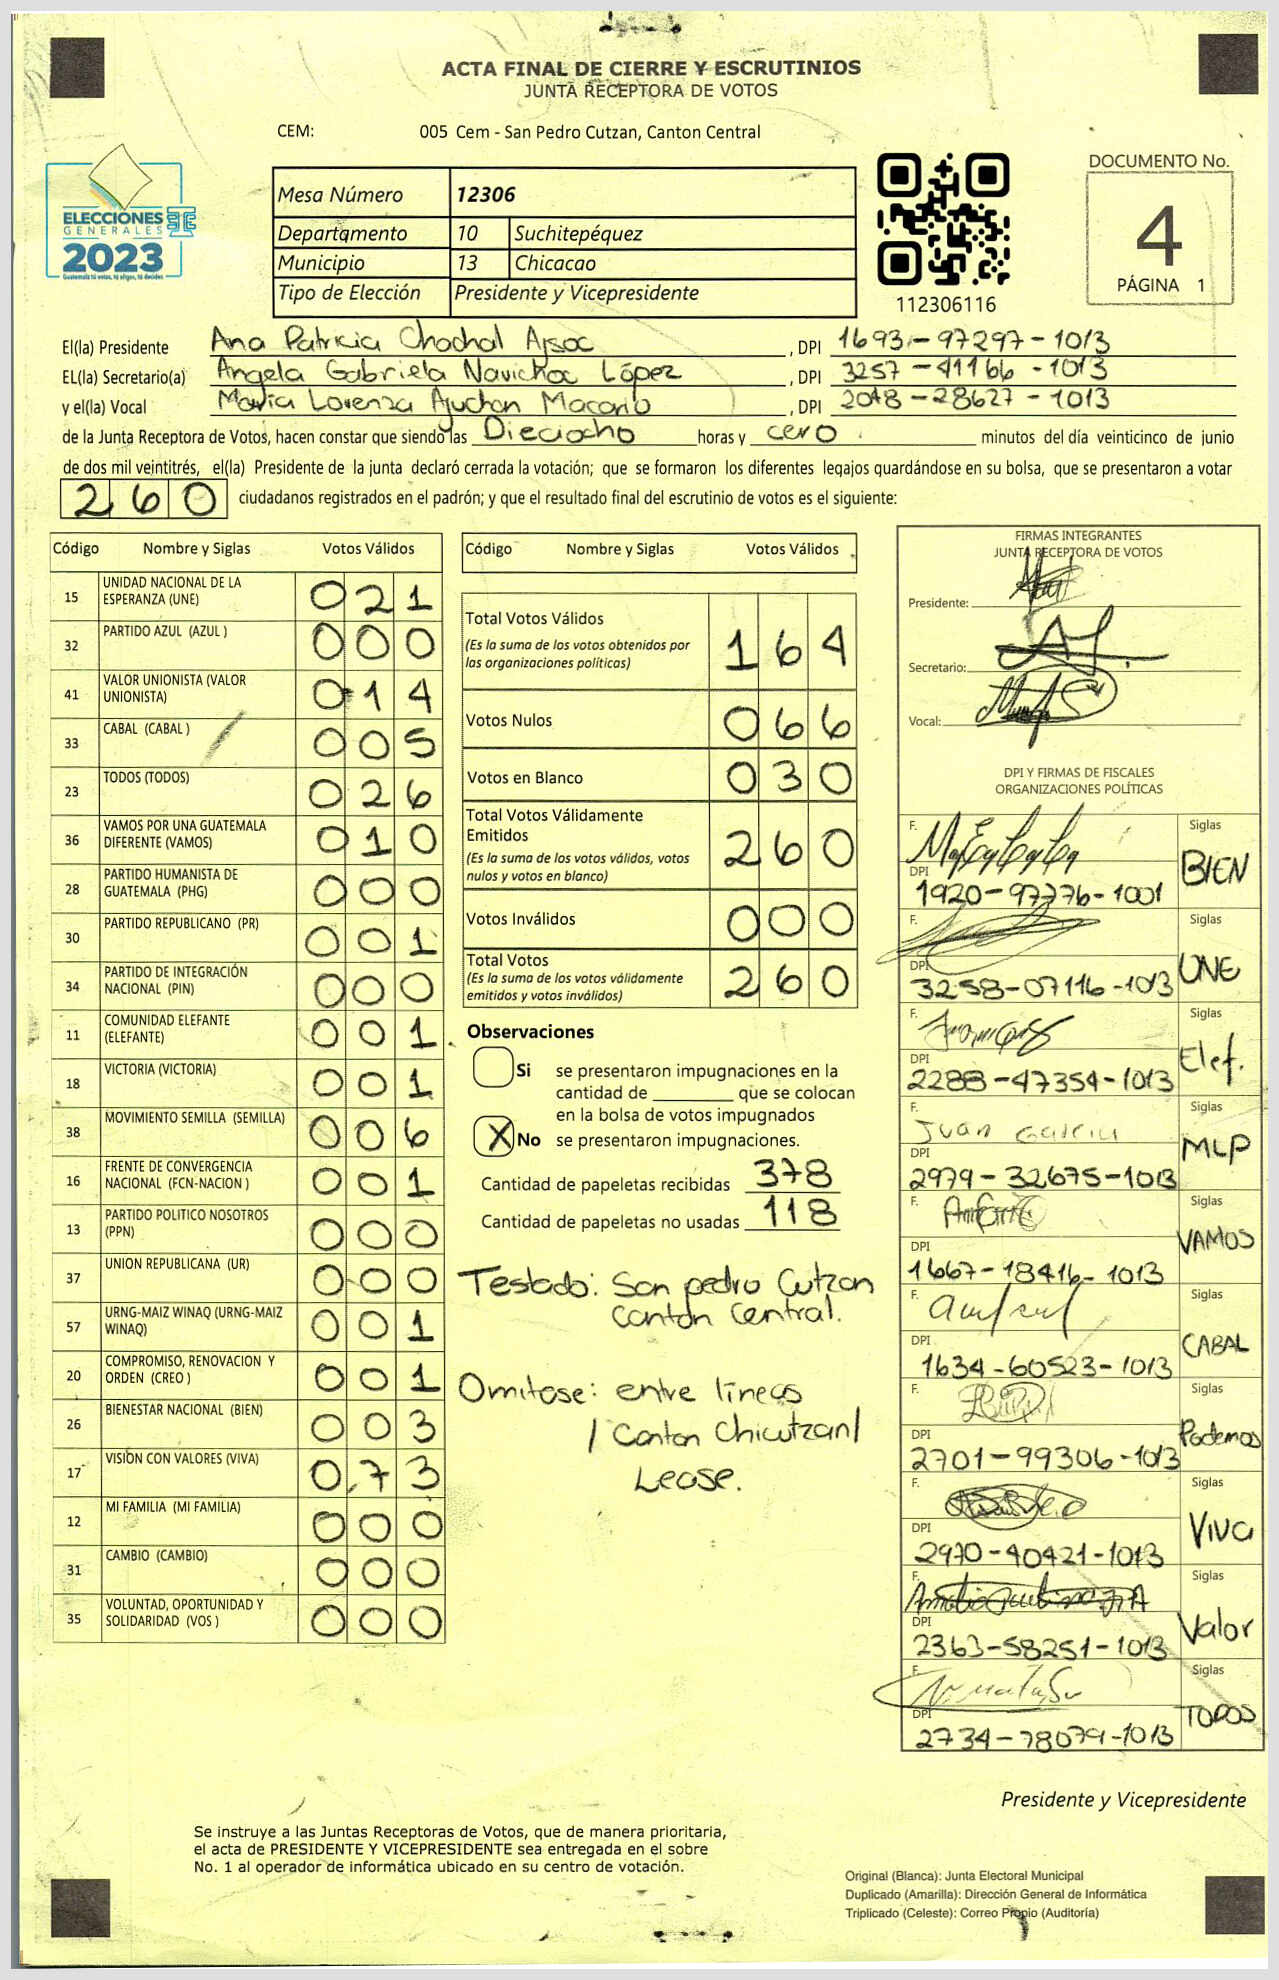 ACTA FINAL DE CIERRE Y ESCRUTINIOS
JUNTA RECEPTORA DE VOTOS
CEM: 005 Cem - San Pedro Cutzan, Canton Central
ELECCIONES
GENERALES
2023
Guatemala tú votas, tú eliges, tú decides
Mesa Número 12306
Departamento 10 Suchitepéquez
Municipio 13 Chicacao
Tipo de Elección Presidente y Vicepresidente
112306116
DOCUMENTO No.
4
PÁGINA 1
El(la) Presidente Ana Patricia Chochal Ajsoc, DPI 1693-97297-1013
EL(la) Secretario(a) Angela Gabriela Navichoc López, DPI 3257-41166-1013
y el(la) Vocal Maria Lorenza Ajuchan Macario, DPI 2048-28627-1013
de la Junta Receptora de Votos, hacen constar que siendo las Dieciocho horas y cero minutos del día veinticinco de junio
de dos mil veintitrés, el(la) Presidente de la junta declaró cerrada la votación; que se formaron los diferentes legajos quardándose en su bolsa, que se presentaron a votar
260 ciudadanos registrados en el padrón; y que el resultado final del escrutinio de votos es el siguiente:
Código Nombre y Siglas Votos Válidos
15 UNIDAD NACIONAL DE LA ESPERANZA (UNE) 021
32 PARTIDO AZUL (AZUL ) 000
41 VALOR UNIONISTA (VALOR UNIONISTA) 014
33 CABAL (CABAL ) 005
23 TODOS (TODOS) 026
36 VAMOS POR UNA GUATEMALA DIFERENTE (VAMOS) 010
28 PARTIDO HUMANISTA DE GUATEMALA (PHG) 000
30 PARTIDO REPUBLICANO (PR) 001
34 PARTIDO DE INTEGRACIÓN NACIONAL (PIN) 000
11 COMUNIDAD ELEFANTE (ELEFANTE) 001
18 VICTORIA (VICTORIA) 001
38 MOVIMIENTO SEMILLA (SEMILLA) 006
16 FRENTE DE CONVERGENCIA NACIONAL (FCN-NACION ) 001
13 PARTIDO POLITICO NOSOTROS (PPN) 000
37 UNION REPUBLICANA (UR) 000
57 URNG-MAIZ WINAQ (URNG-MAIZ WINAQ) 001
20 COMPROMISO, RENOVACION Y ORDEN (CREO ) 001
26 BIENESTAR NACIONAL (BIEN) 003
17 VISION CON VALORES (VIVA) 073
12 MI FAMILIA (MI FAMILIA) 000
31 CAMBIO (CAMBIO) 000
35 VOLUNTAD, OPORTUNIDAD Y SOLIDARIDAD (VOS ) 000
Código Nombre y Siglas Votos Válidos
Total Votos Válidos 164
(Es la suma de los votos obtenidos por
las organizaciones políticas)
Votos Nulos 066
Votos en Blanco 030
Total Votos Válidamente
Emitidos 260
(Es la suma de los votos válidos, votos
nulos y votos en blanco)
Votos Inválidos 000
Total Votos 260
(Es la suma de los votos válidamente
emitidos y votos inválidos)
Observaciones
Si se presentaron impugnaciones en la
cantidad de ________ que se colocan
en la bolsa de votos impugnados
X No se presentaron impugnaciones.
Cantidad de papeletas recibidas 378
Cantidad de papeletas no usadas 118
Testado: San pedro Cutzan
canton Central.
Omitase: entre líneas
/ Canton Chicutzan/
Lease.
FIRMAS INTEGRANTES
JUNTA RECEPTORA DE VOTOS
Presidente:
Secretario:
Vocal:
DPI Y FIRMAS DE FISCALES
ORGANIZACIONES POLÍTICAS
F. Siglas
BIEN
DPI 1920-97776-1001
F. Siglas
UNE
DPI 3258-07116-1013
F. Siglas
Elef.
DPI 2288-47354-1013
F. Juan Garcia Siglas
MLP
DPI 2979-32675-1013
F. Siglas
VAMOS
DPI 1667-18416-1013
F. Siglas
CABAL
DPI 1634-60523-1013
F. Siglas
Podemos
DPI 2701-99306-1013
F. Siglas
Viva
DPI 2970-40421-1013
F. Siglas
Valor
DPI 2363-58251-1013
F. Siglas
TODOS
DPI 2734-78079-1013
Presidente y Vicepresidente
Se instruye a las Juntas Receptoras de Votos, que de manera prioritaria,
el acta de PRESIDENTE Y VICEPRESIDENTE sea entregada en el sobre
No. 1 al operador de informática ubicado en su centro de votación.
Original (Blanca): Junta Electoral Municipal
Duplicado (Amarilla): Dirección General de Informática
Triplicado (Celeste): Correo Propio (Auditoría)